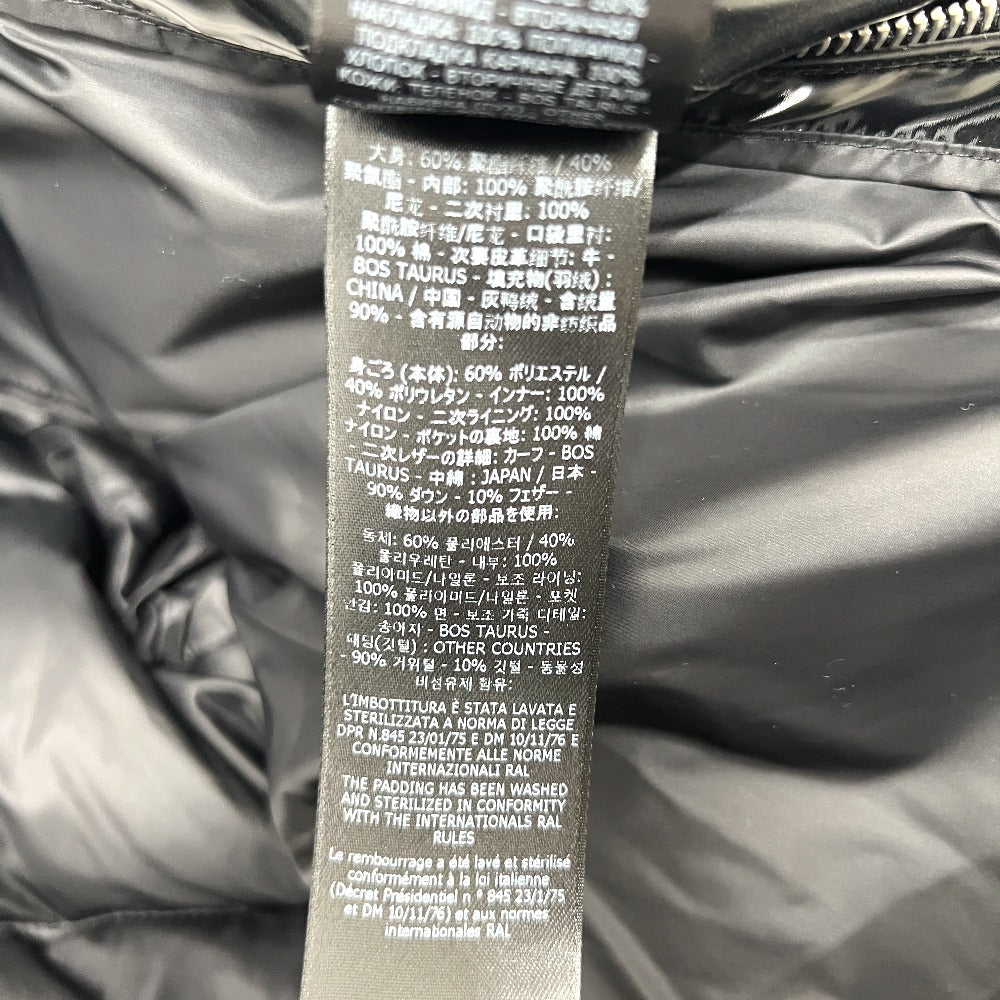 НАКЛАДКА: 100% ПОЛИАМИД -
ПОДКЛАДКА КАРМАНА: 100%
ХЛОПОК - ВТОРИЧНЫЕ ДЕТАЛИ
КОЖИ: ТЕЛЕНОК - BOS TAURUS
大身: 60% 聚酯纤维 / 40%
聚氨酯 - 内部: 100% 聚酰胺纤维/
尼龙 - 二次衬里: 100%
聚酰胺纤维/尼龙 - 口袋里衬:
100% 棉 - 次要皮革细节: 牛 -
BOS TAURUS - 填充物(羽绒):
CHINA / 中国 - 灰鸭绒 - 含绒量
90% - 含有源自动物的非纺织品
部分:
身ごろ (本体): 60% ポリエステル /
40% ポリウレタン - インナー: 100%
ナイロン - 二次ライニング: 100%
ナイロン - ポケットの裏地: 100% 綿
二次レザーの詳細: カーフ - BOS
TAURUS - 中綿 : JAPAN / 日本 -
90% ダウン - 10% フェザー -
織物以外の部品を使用:
동체: 60% 폴리에스터 / 40%
폴리우레탄 - 내부: 100%
폴리아미드/나일론 - 보조 라이닝:
100% 폴리아미드/나일론 - 포켓
안감: 100% 면 - 보조 가죽 디테일:
송아지 - BOS TAURUS -
패딩(깃털) : OTHER COUNTRIES
- 90% 거위털 - 10% 깃털 - 동물성
비섬유제 함유:
L'IMBOTTITURA È STATA LAVATA E
STERILIZZATA A NORMA DI LEGGE
DPR N.845 23/01/75 E DM 10/11/76 E
CONFORMEMENTE ALLE NORME
INTERNAZIONALI RAL
THE PADDING HAS BEEN WASHED
AND STERILIZED IN CONFORMITY
WITH THE INTERNATIONALS RAL
RULES
Le rembourrage a été lavé et stérilisé
conformément à la loi italienne
(Décret Présidentiel n ° 845 23/1/75
et DM 10/11/76) et aux normes
internationales RAL